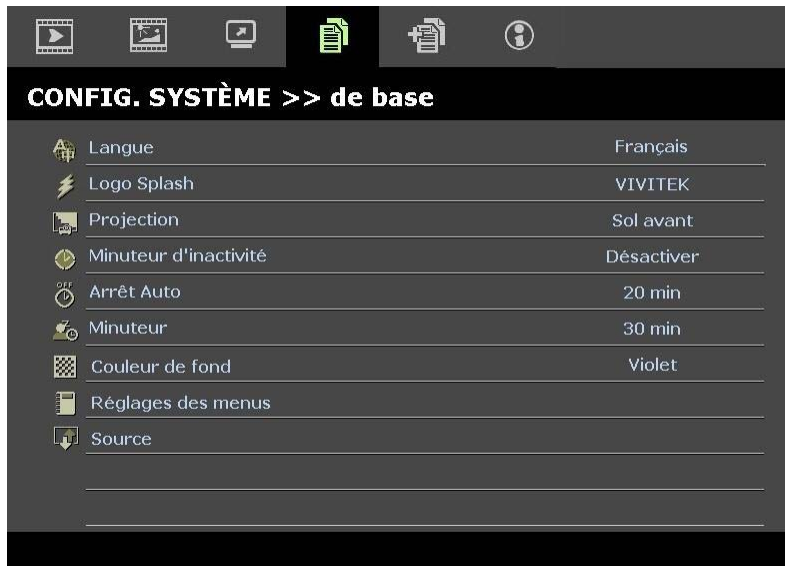 CONFIG. SYSTÈME >> de base
Langue Français
Logo Splash VIVITEK
Projection Sol avant
Minuteur d'inactivité Désactiver
OFF
Arrêt Auto 20 min
Minuteur 30 min
Couleur de fond Violet
Réglages des menus
Source